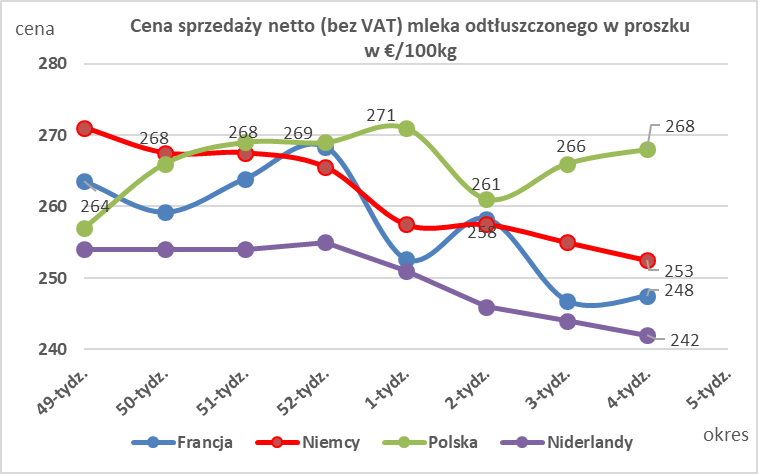 Cena sprzedaży netto (bez VAT) mleka odtłuszczonego w proszku
w €/100kg
cena
280
270
260
250
240
264
268
268
269
271
261
258
266
268
253
248
242
49-tydz.
50-tydz.
51-tydz.
52-tydz.
1-tydz.
2-tydz.
3-tydz.
4-tydz.
5-tydz.
okres
Francja Niemcy Polska Niderlandy